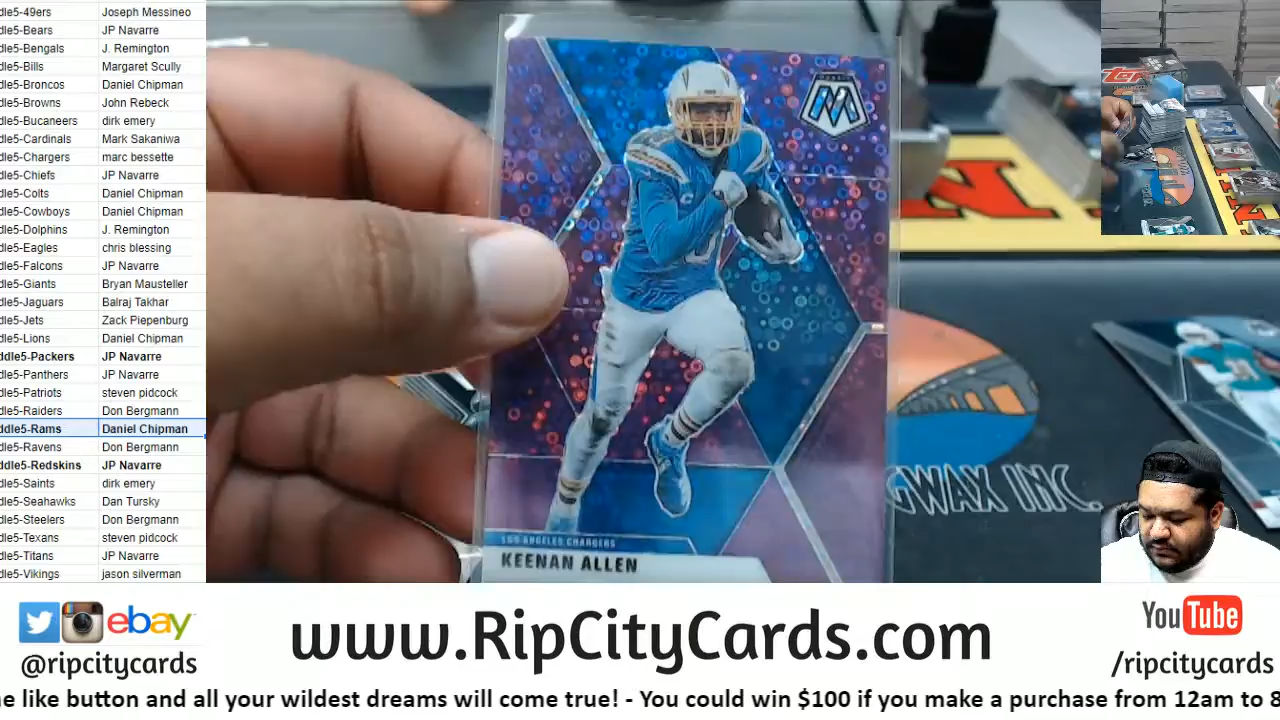 dle5-49ers Joseph Messineo
dle5-Bears JP Navarre
dle5-Bengals J. Remington
dle5-Bills Margaret Scully
dle5-Broncos Daniel Chipman
dle5-Browns John Rebeck
dle5-Bucaneers dirk emery
dle5-Cardinals Mark Sakaniwa
dle5-Chargers marc bessette
dle5-Chiefs JP Navarre
dle5-Colts Daniel Chipman
dle5-Cowboys Daniel Chipman
dle5-Dolphins J. Remington
dle5-Eagles chris blessing
dle5-Falcons JP Navarre
dle5-Giants Bryan Mausteller
dle5-Jaguars Balraj Takhar
dle5-Jets Zack Piepenburg
dle5-Lions Daniel Chipman
ddle5-Packers JP Navarre
dle5-Panthers JP Navarre
dle5-Patriots steven pidcock
dle5-Raiders Don Bergmann
ddle5-Rams Daniel Chipman
dle5-Ravens Don Bergmann
ddle5-Redskins JP Navarre
dle5-Saints dirk emery
dle5-Seahawks Dan Tursky
dle5-Steelers Don Bergmann
dle5-Texans steven pidcock
dle5-Titans JP Navarre
dle5-Vikings jason silverman
M
LOS ANGELES CHARGERS
KEENAN ALLEN
GWAX INC.
ebay
@ripcitycards
www.RipCityCards.com
YouTube
/ripcitycards
e like button and all your wildest dreams will come true! - You could win $100 if you make a purchase from 12am to 8